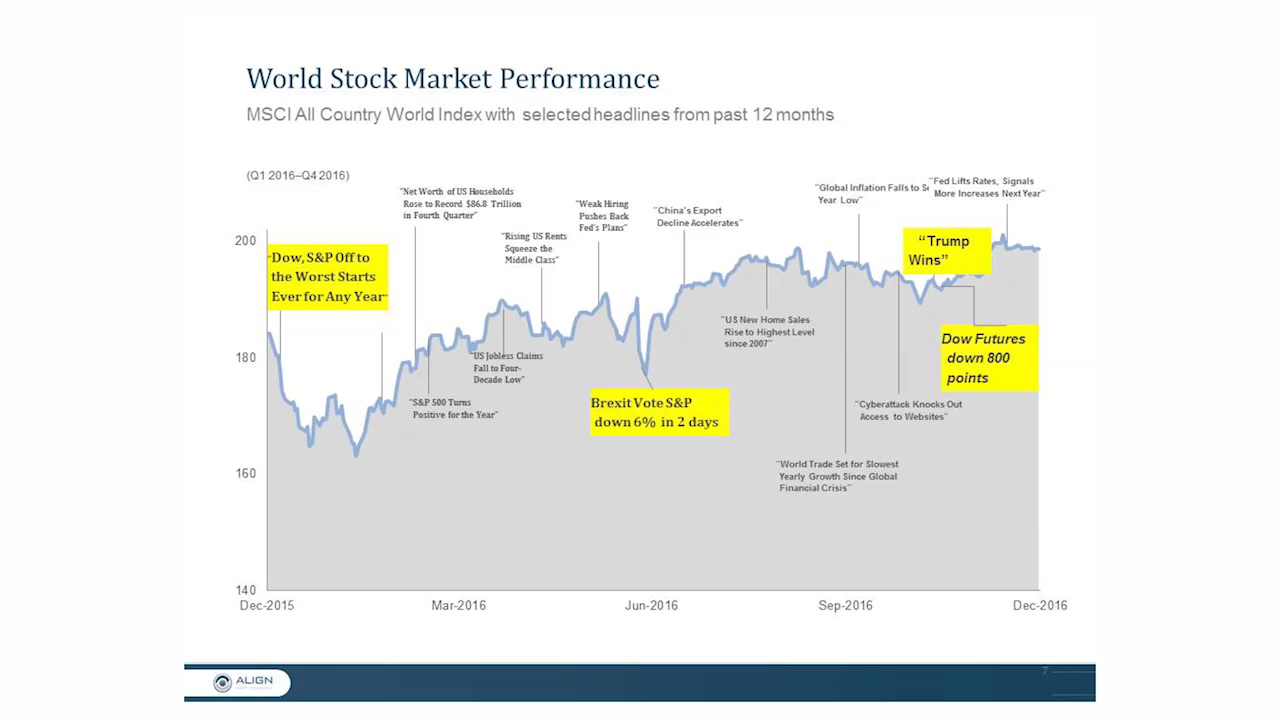 World Stock Market Performance
MSCI All Country World Index with selected headlines from past 12 months
(Q1 2016–Q4 2016)
"Net Worth of US Households
Rose to Record $86.8 Trillion
in Fourth Quarter"
"Rising US Rents
Squeeze the
Middle Class"
"Weak Hiring
Pushes Back
Fed's Plans"
"China's Export
Decline Accelerates"
"Global Inflation Falls to
Year Low"
"Fed Lifts Rates, Signals
More Increases Next Year"
200
Dow, S&P Off to
the Worst Starts
Ever for Any Year
"Trump
Wins"
"US New Home Sales
Rise to Highest Level
since 2007"
Dow Futures
down 800
points
180
"US Jobless Claims
Fall to Four-
Decade Low"
"S&P 500 Turns
Positive for the Year"
Brexit Vote S&P
down 6% in 2 days
"Cyberattack Knocks Out
Access to Websites"
160
"World Trade Set for Slowest
Yearly Growth Since Global
Financial Crisis"
140
Dec-2015
Mar-2016
Jun-2016
Sep-2016
Dec-2016
ALIGN
7